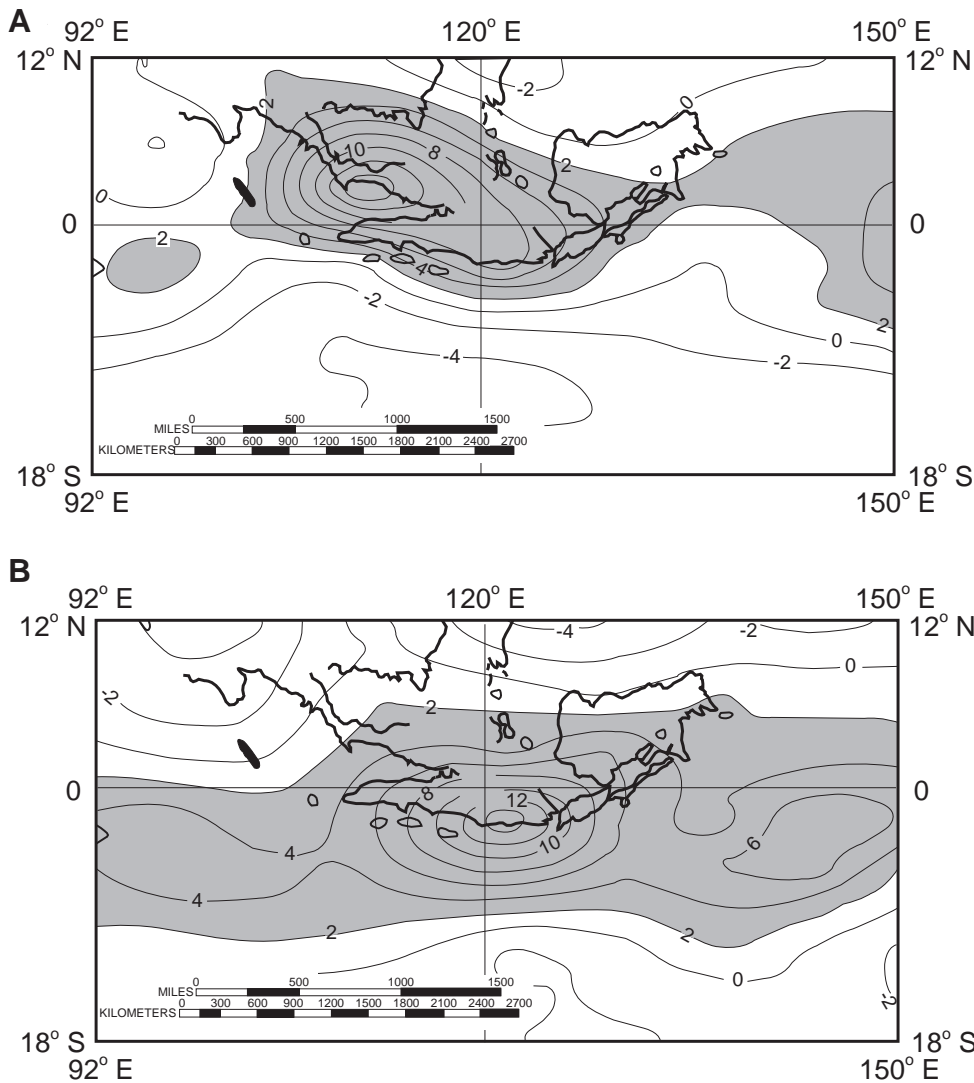 A
92° E 120° E 150° E
12° N 12° N
-2
2 0
10 8
2
0
0 0
2
-4
-2 2
0
-4 -2
0 500 1000 1500
MILES
0 300 600 900 1200 1500 1800 2100 2400 2700
KILOMETERS
18° S 18° S
92° E 150° E
B
92° E 120° E 150° E
12° N 12° N
-4 -2
0
-2 2
0 0
8 12
4 10 6
4
2 2
0
-2
0 500 1000 1500
MILES
0 300 600 900 1200 1500 1800 2100 2400 2700
KILOMETERS
18° S 18° S
92° E 150° E